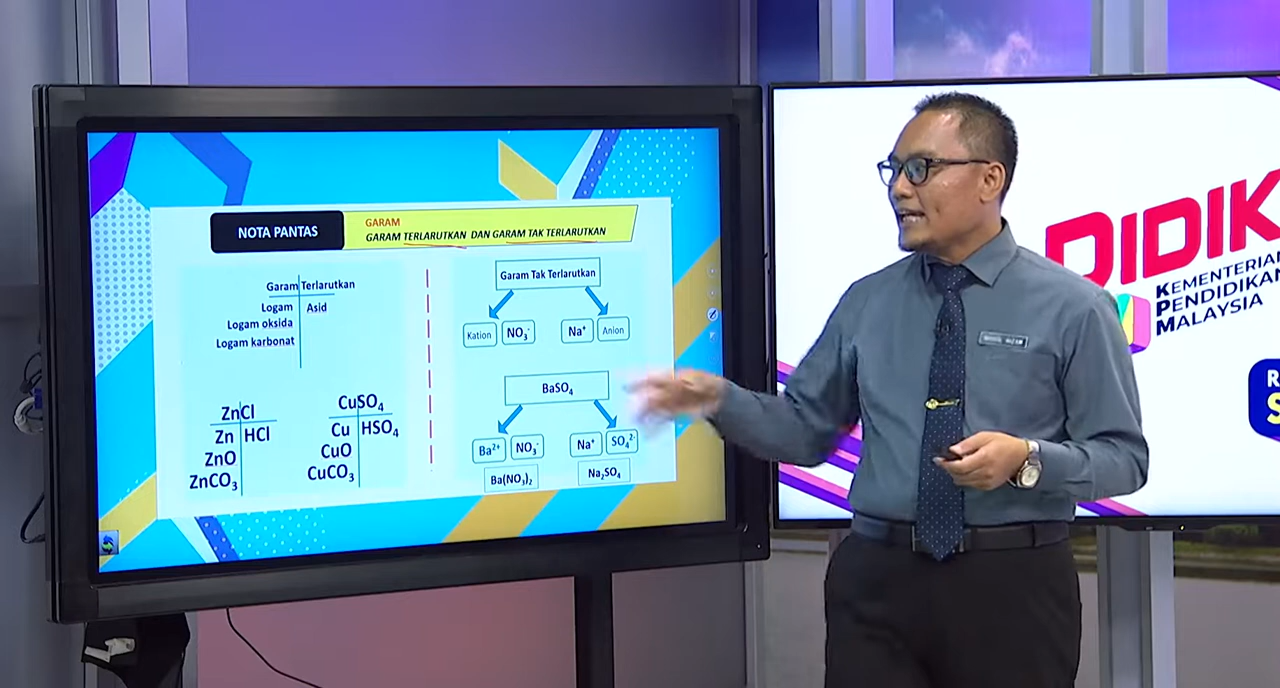 NOTA PANTAS
GARAM
GARAM TERLARUTKAN DAN GARAM TAK TERLARUTKAN
Garam Terlarutkan
Logam Asid
Logam oksida
Logam karbonat
ZnCl
Zn HCl
ZnO
ZnCO₃
CuSO₄
Cu HSO₄
CuO
CuCO₃
Garam Tak Terlarutkan
Kation NO₃⁻ Na⁺ Anion
BaSO₄
Ba²⁺ NO₃⁻ Na⁺ SO₄²⁻
Ba(NO₃)₂ Na₂SO₄
DIDIK
KEMENTERIAN
PENDIDIKAN
MALAYSIA